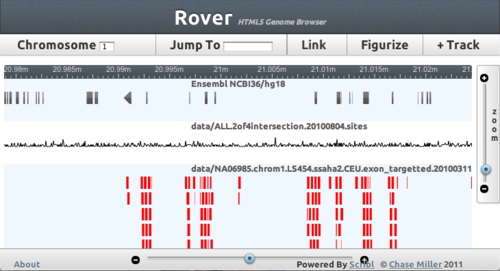 Rover HTML5 Genome Browser
Chromosome 1 Jump To Link Figurize + Track
20.98m 20.985m 20.99m 20.995m 21m 21.005m 21.01m 21.015m 21.02m
Ensembl NCBI36/hg18
data/ALL.2of4intersection.20100804.sites
data/NA06985.chrom1.LS454.ssaha2.CEU.exon_targetted.20100311
zoom
About Powered By Scribl © Chase Miller 2011